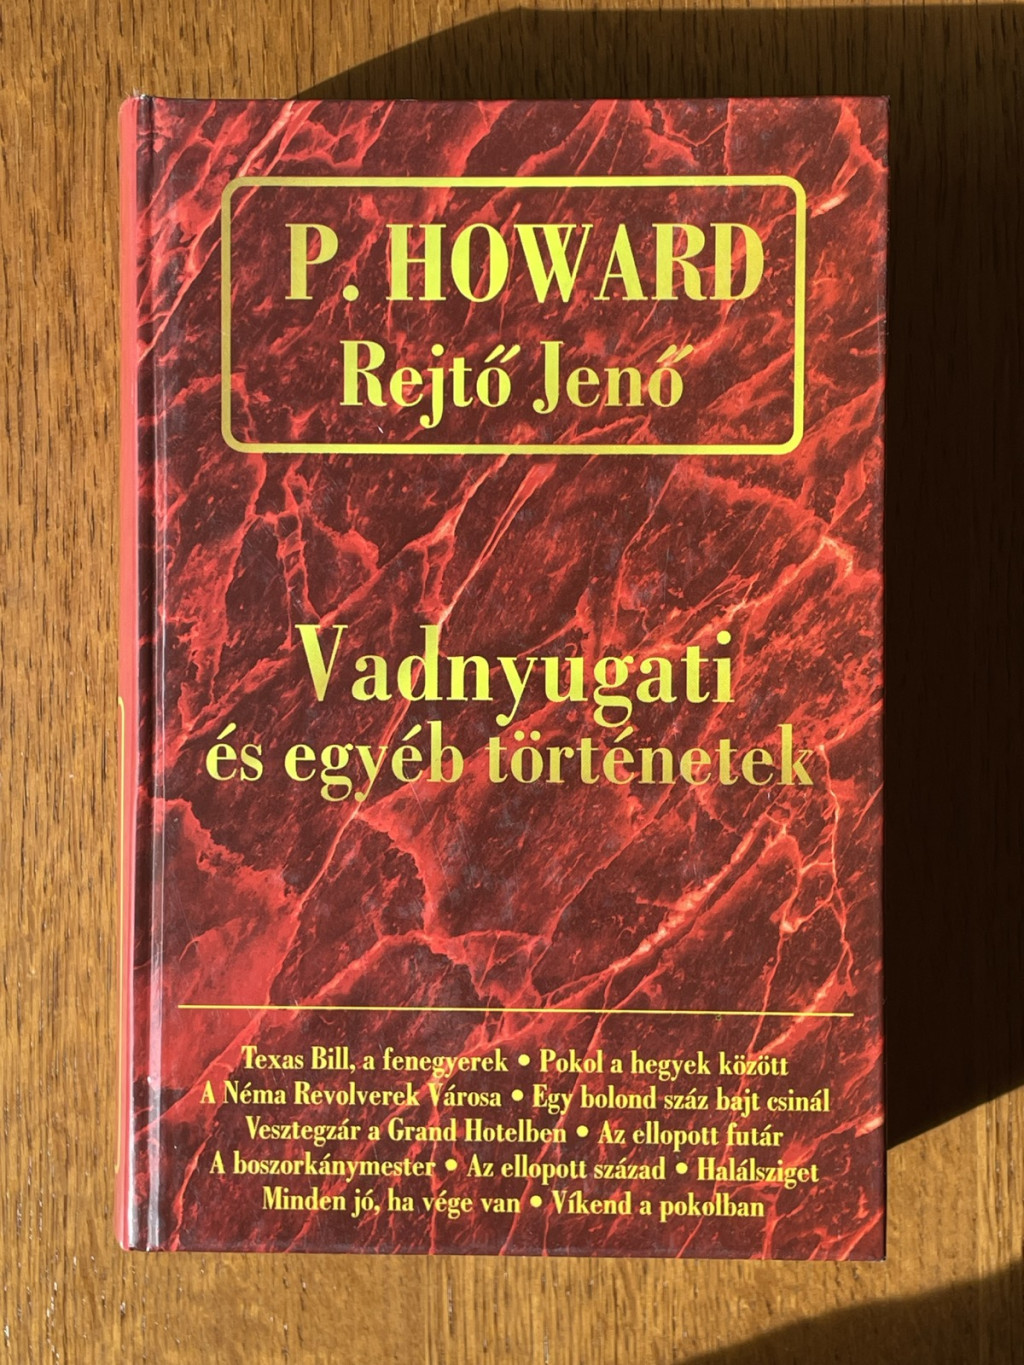 P. HOWARD
Rejtő Jenő
Vadnyugati
és egyéb történetek
Texas Bill, a fenegyerek • Pokol a hegyek között
A Néma Revolverek Városa • Egy bolond száz bajt csinál
Vesztegzár a Grand Hotelben • Az ellopott futár
A boszorkánymester • Az ellopott század • Halálsziget
Minden jó, ha vége van • Víkend a pokolban